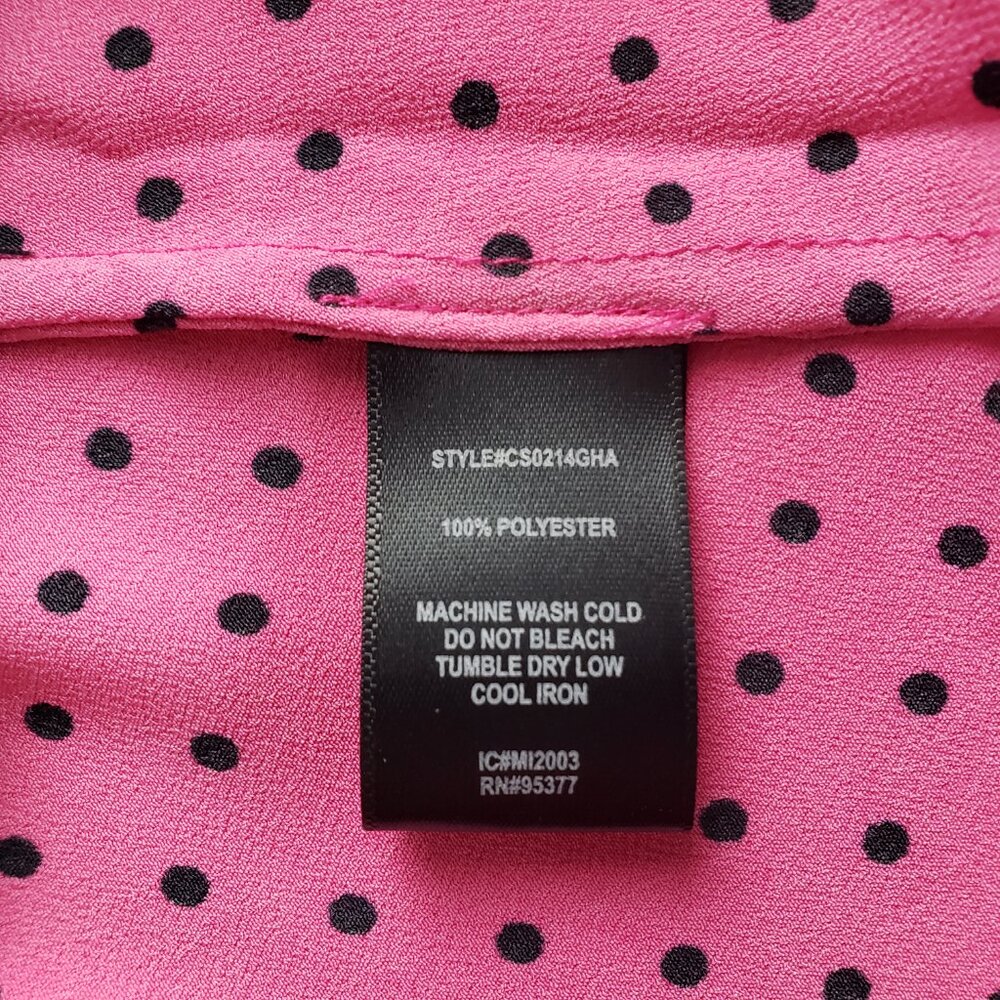 STYLE#CS0214GHA
100% POLYESTER
MACHINE WASH COLD
DO NOT BLEACH
TUMBLE DRY LOW
COOL IRON
IC#MI2003
RN#95377